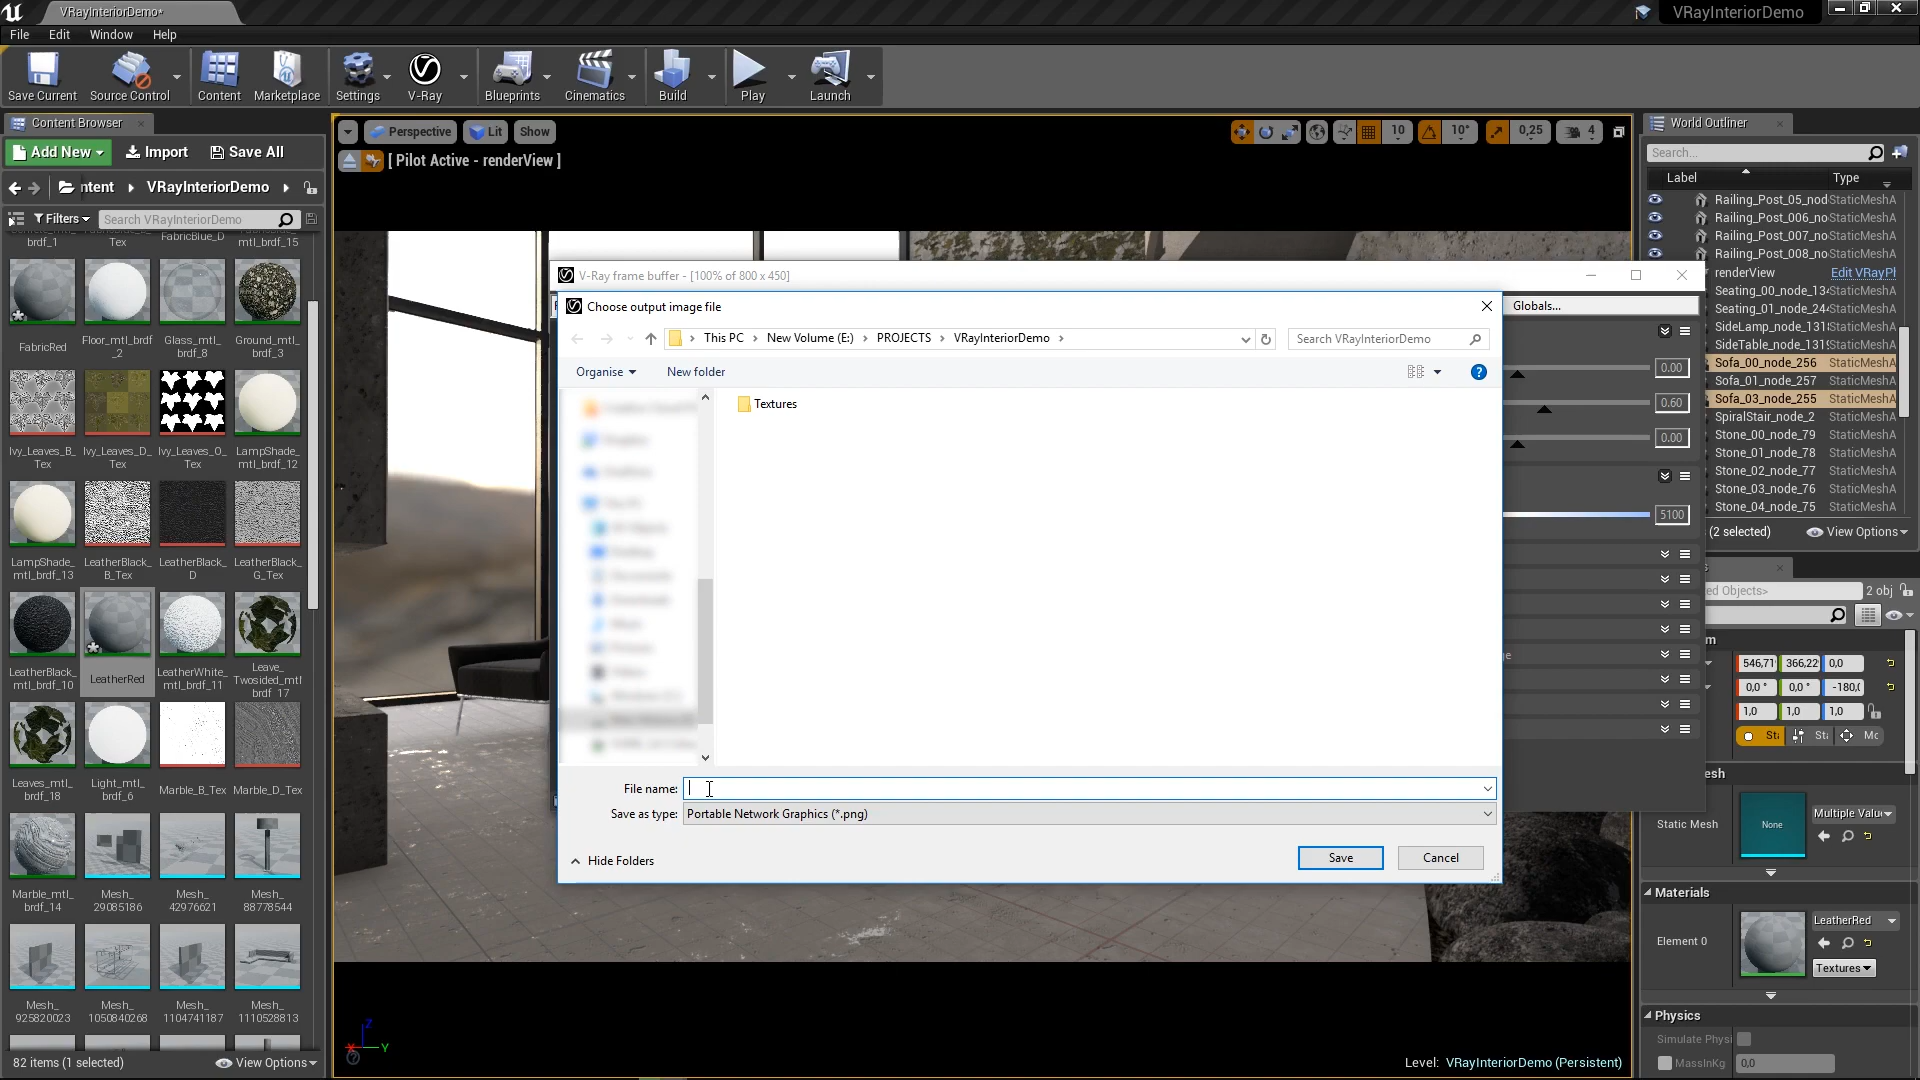 VRayInteriorDemo*
VRayInteriorDemo
File
Edit
Window
Help
Save Current
Source Control
Content
Marketplace
Settings
V-Ray
Blueprints
Cinematics
Build
Play
Launch
Content Browser
Add New
Import
Save All
ntent
VRayInteriorDemo
Filters
Search VRayInteriorDemo
brdf_1
Tex
FabricBlue_D
mtl_brdf_15
FabricRed
Floor_mtl_brdf
_2
Glass_mtl_
brdf_8
Ground_mtl_
brdf_3
Ivy_Leaves_B_
Tex
Ivy_Leaves_D_
Tex
Ivy_Leaves_O_
Tex
LampShade_
mtl_brdf_12
LampShade_
mtl_brdf_13
LeatherBlack_
B_Tex
LeatherBlack_
D
LeatherBlack_
G_Tex
LeatherBlack_
mtl_brdf_10
LeatherRed
LeatherWhite_
mtl_brdf_11
Leave_
Twosided_mtl
brdf_17
Leaves_mtl_
brdf_18
Light_mtl_
brdf_6
Marble_B_Tex
Marble_D_Tex
Marble_mtl_
brdf_14
Mesh_
29085186
Mesh_
42976621
Mesh_
88778544
Mesh_
925820023
Mesh_
1050840268
Mesh_
1104741187
Mesh_
1110528813
82 items (1 selected)
View Options
Perspective
Lit
Show
10
10°
0,25
4
[ Pilot Active - renderView ]
V-Ray frame buffer - [100% of 800 x 450]
Globals...
0.00
0.60
0.00
5100
Choose output image file
This PC
New Volume (E:)
PROJECTS
VRayInteriorDemo
Search VRayInteriorDemo
Organise
New folder
Textures
File name:
Save as type:
Portable Network Graphics (*.png)
Hide Folders
Save
Cancel
Level: VRayInteriorDemo (Persistent)
X
Y
Z
World Outliner
Search...
Label
Type
Railing_Post_05_nod
StaticMeshA
Railing_Post_006_no
StaticMeshA
Railing_Post_007_no
StaticMeshA
Railing_Post_008_no
StaticMeshA
renderView
Edit VRayPl
Seating_00_node_13
StaticMeshA
Seating_01_node_24
StaticMeshA
SideLamp_node_131
StaticMeshA
SideTable_node_131
StaticMeshA
Sofa_00_node_256
StaticMeshA
Sofa_01_node_257
StaticMeshA
Sofa_03_node_255
StaticMeshA
SpiralStair_node_2
StaticMeshA
Stone_00_node_79
StaticMeshA
Stone_01_node_78
StaticMeshA
Stone_02_node_77
StaticMeshA
Stone_03_node_76
StaticMeshA
Stone_04_node_75
StaticMeshA
(2 selected)
View Options
ed Objects>
2 obj
m
546,71
366,22
0,0
0,0 °
0,0 °
-180,(
1,0
1,0
1,0
St
St
Mc
esh
Static Mesh
None
Multiple Valu
Materials
Element 0
LeatherRed
Textures
Physics
Simulate Physi
MassInKg
0,0